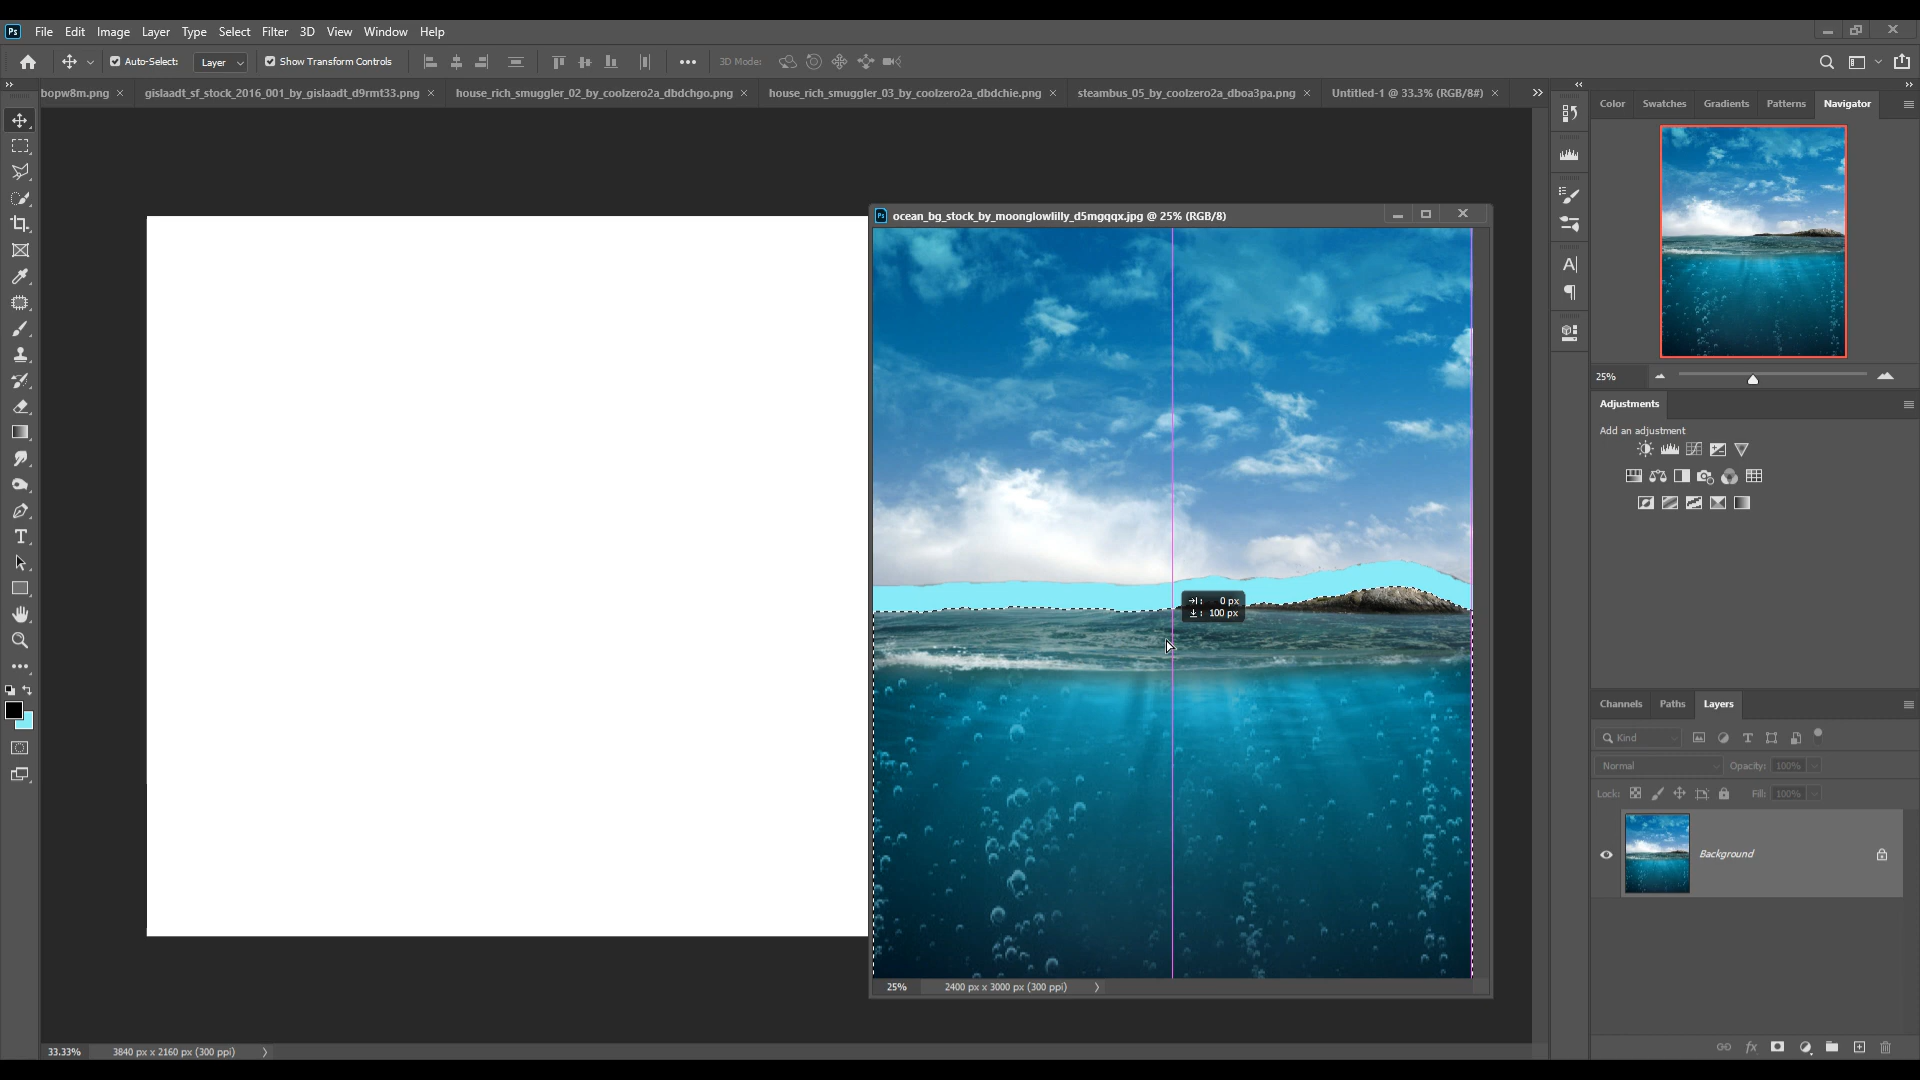 Ps File Edit Image Layer Type Select Filter 3D View Window Help
Auto-Select: Layer Show Transform Controls 3D Mode:
bopw8m.png × gislaadt_sf_stock_2016_001_by_gislaadt_d9rmt33.png × house_rich_smuggler_02_by_coolzero2a_dbdchgo.png × house_rich_smuggler_03_by_coolzero2a_dbdchie.png × steambus_05_by_coolzero2a_dboa3pa.png × Untitled-1 @ 33.3% (RGB/8#) ×
Color Swatches Gradients Patterns Navigator
Ps ocean_bg_stock_by_moonglowlilly_d5mgqqx.jpg @ 25% (RGB/8)
25%
Adjustments
Add an adjustment
: 0 px
: 100 px
Channels Paths Layers
Kind
Normal Opacity: 100%
Lock: Fill: 100%
Background
25% 2400 px x 3000 px (300 ppi)
33.33% 3840 px x 2160 px (300 ppi)